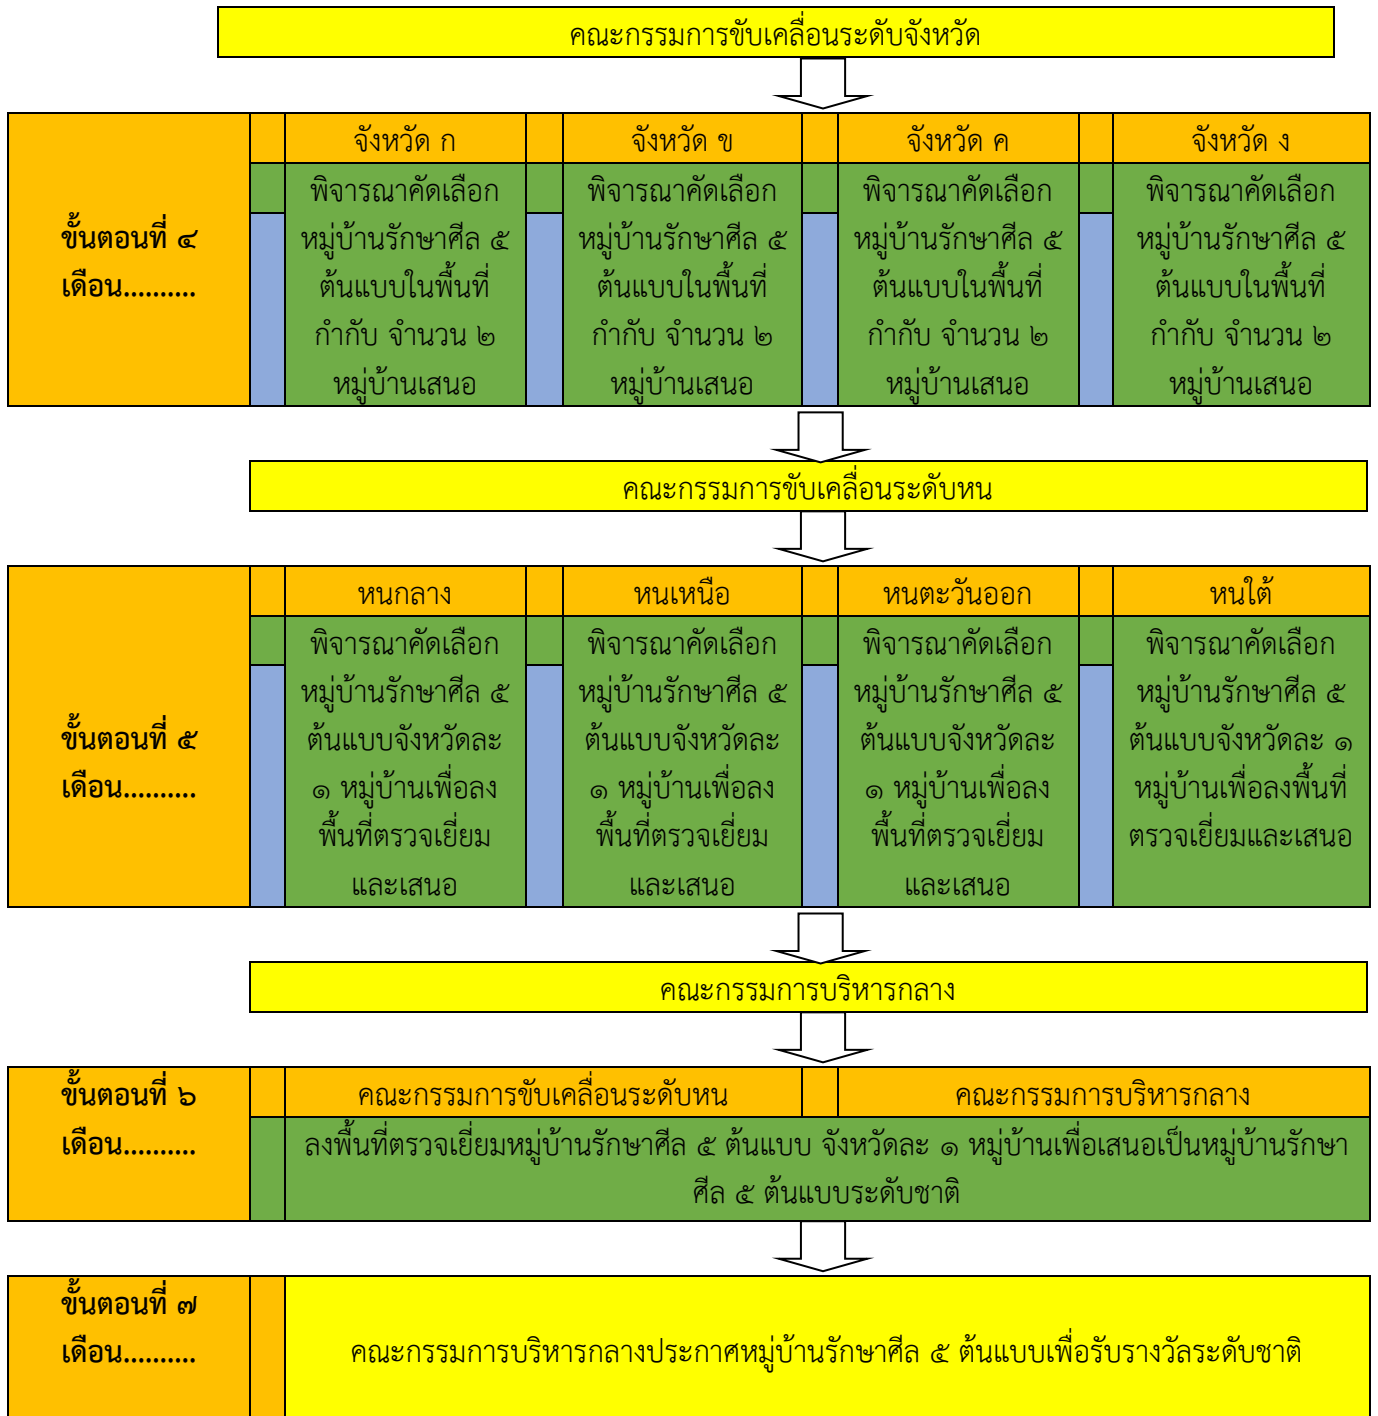 คณะกรรมการขับเคลื่อนระดับจังหวัด
ขั้นตอนที่ ๔
เดือน..........
จังหวัด ก
พิจารณาคัดเลือก
หมู่บ้านรักษาศีล ๕
ต้นแบบในพื้นที่
กำกับ จำนวน ๒
หมู่บ้านเสนอ
จังหวัด ข
พิจารณาคัดเลือก
หมู่บ้านรักษาศีล ๕
ต้นแบบในพื้นที่
กำกับ จำนวน ๒
หมู่บ้านเสนอ
จังหวัด ค
พิจารณาคัดเลือก
หมู่บ้านรักษาศีล ๕
ต้นแบบในพื้นที่
กำกับ จำนวน ๒
หมู่บ้านเสนอ
จังหวัด ง
พิจารณาคัดเลือก
หมู่บ้านรักษาศีล ๕
ต้นแบบในพื้นที่
กำกับ จำนวน ๒
หมู่บ้านเสนอ
คณะกรรมการขับเคลื่อนระดับหน
ขั้นตอนที่ ๕
เดือน..........
หนกลาง
พิจารณาคัดเลือก
หมู่บ้านรักษาศีล ๕
ต้นแบบจังหวัดละ
๑ หมู่บ้านเพื่อลง
พื้นที่ตรวจเยี่ยม
และเสนอ
หนเหนือ
พิจารณาคัดเลือก
หมู่บ้านรักษาศีล ๕
ต้นแบบจังหวัดละ
๑ หมู่บ้านเพื่อลง
พื้นที่ตรวจเยี่ยม
และเสนอ
หนตะวันออก
พิจารณาคัดเลือก
หมู่บ้านรักษาศีล ๕
ต้นแบบจังหวัดละ
๑ หมู่บ้านเพื่อลง
พื้นที่ตรวจเยี่ยม
และเสนอ
หนใต้
พิจารณาคัดเลือก
หมู่บ้านรักษาศีล ๕
ต้นแบบจังหวัดละ ๑
หมู่บ้านเพื่อลงพื้นที่
ตรวจเยี่ยมและเสนอ
คณะกรรมการบริหารกลาง
ขั้นตอนที่ ๖
เดือน..........
คณะกรรมการขับเคลื่อนระดับหน
คณะกรรมการบริหารกลาง
ลงพื้นที่ตรวจเยี่ยมหมู่บ้านรักษาศีล ๕ ต้นแบบ จังหวัดละ ๑ หมู่บ้านเพื่อเสนอเป็นหมู่บ้านรักษา
ศีล ๕ ต้นแบบระดับชาติ
ขั้นตอนที่ ๗
เดือน..........
คณะกรรมการบริหารกลางประกาศหมู่บ้านรักษาศีล ๕ ต้นแบบเพื่อรับรางวัลระดับชาติ